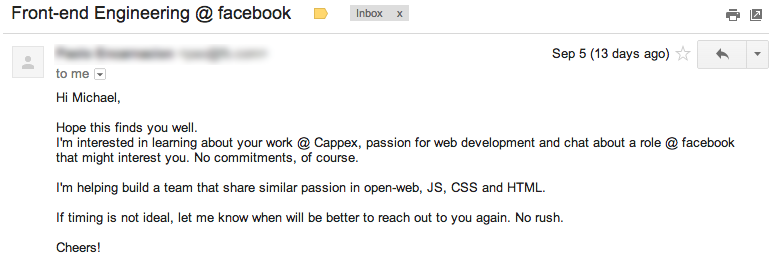 Front-end Engineering @ facebook
Inbox x
Sep 5 (13 days ago)
to me
Hi Michael,
Hope this finds you well.
I'm interested in learning about your work @ Cappex, passion for web development and chat about a role @ facebook
that might interest you. No commitments, of course.
I'm helping build a team that share similar passion in open-web, JS, CSS and HTML.
If timing is not ideal, let me know when will be better to reach out to you again. No rush.
Cheers!